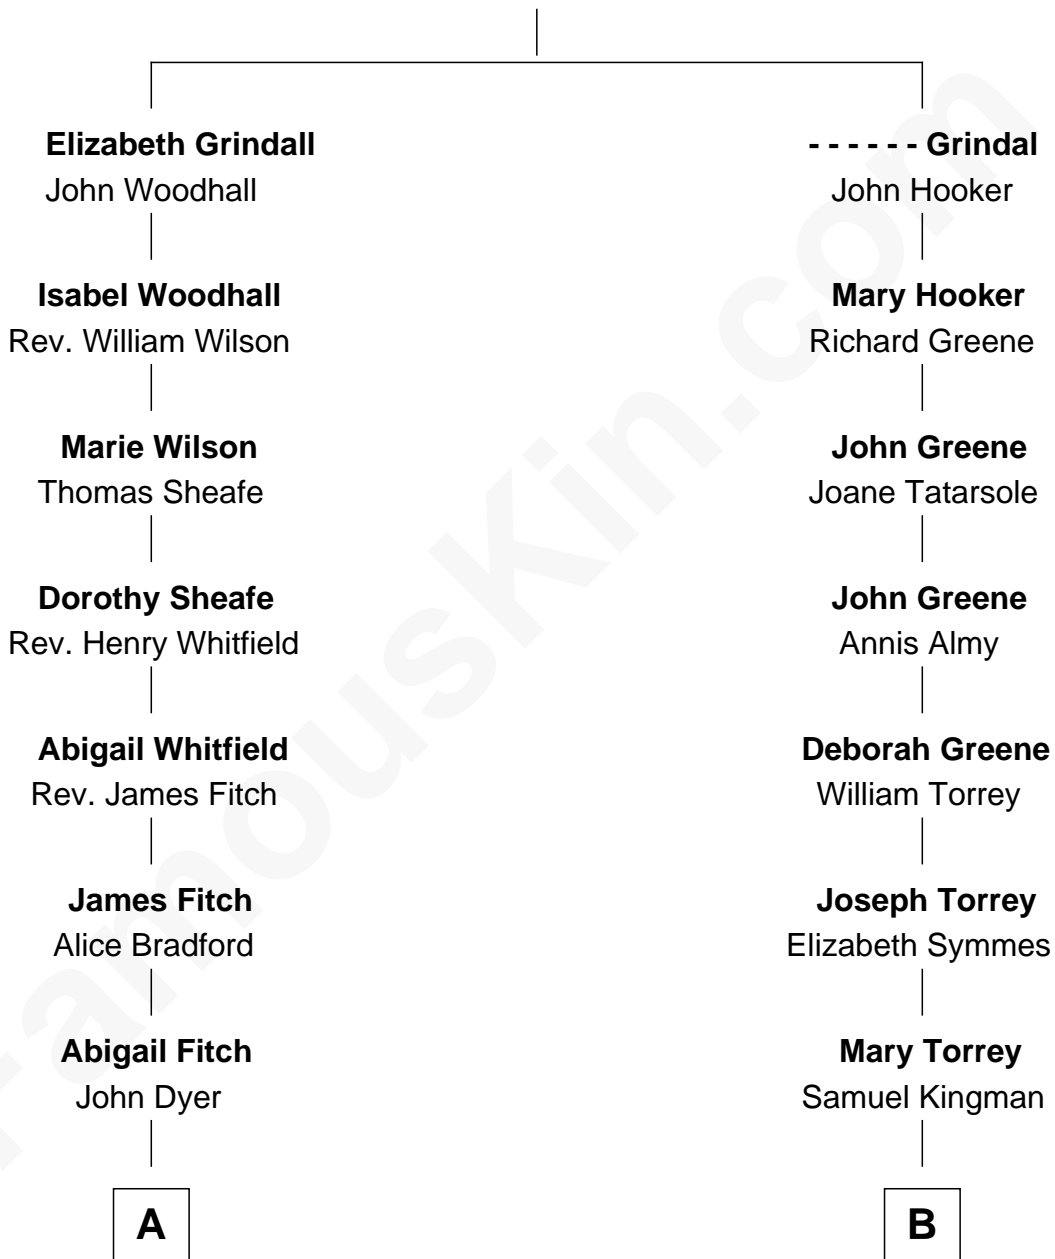 Elizabeth Grindall
John Woodhall
Isabel Woodhall
Rev. William Wilson
Marie Wilson
Thomas Sheafe
Dorothy Sheafe
Rev. Henry Whitfield
Abigail Whitfield
Rev. James Fitch
James Fitch
Alice Bradford
Abigail Fitch
John Dyer
A
- - - - - - Grindal
John Hooker
Mary Hooker
Richard Greene
John Greene
Joane Tatarsole
John Greene
Annis Almy
Deborah Greene
William Torrey
Joseph Torrey
Elizabeth Symmes
Mary Torrey
Samuel Kingman
B
FamousKin.com